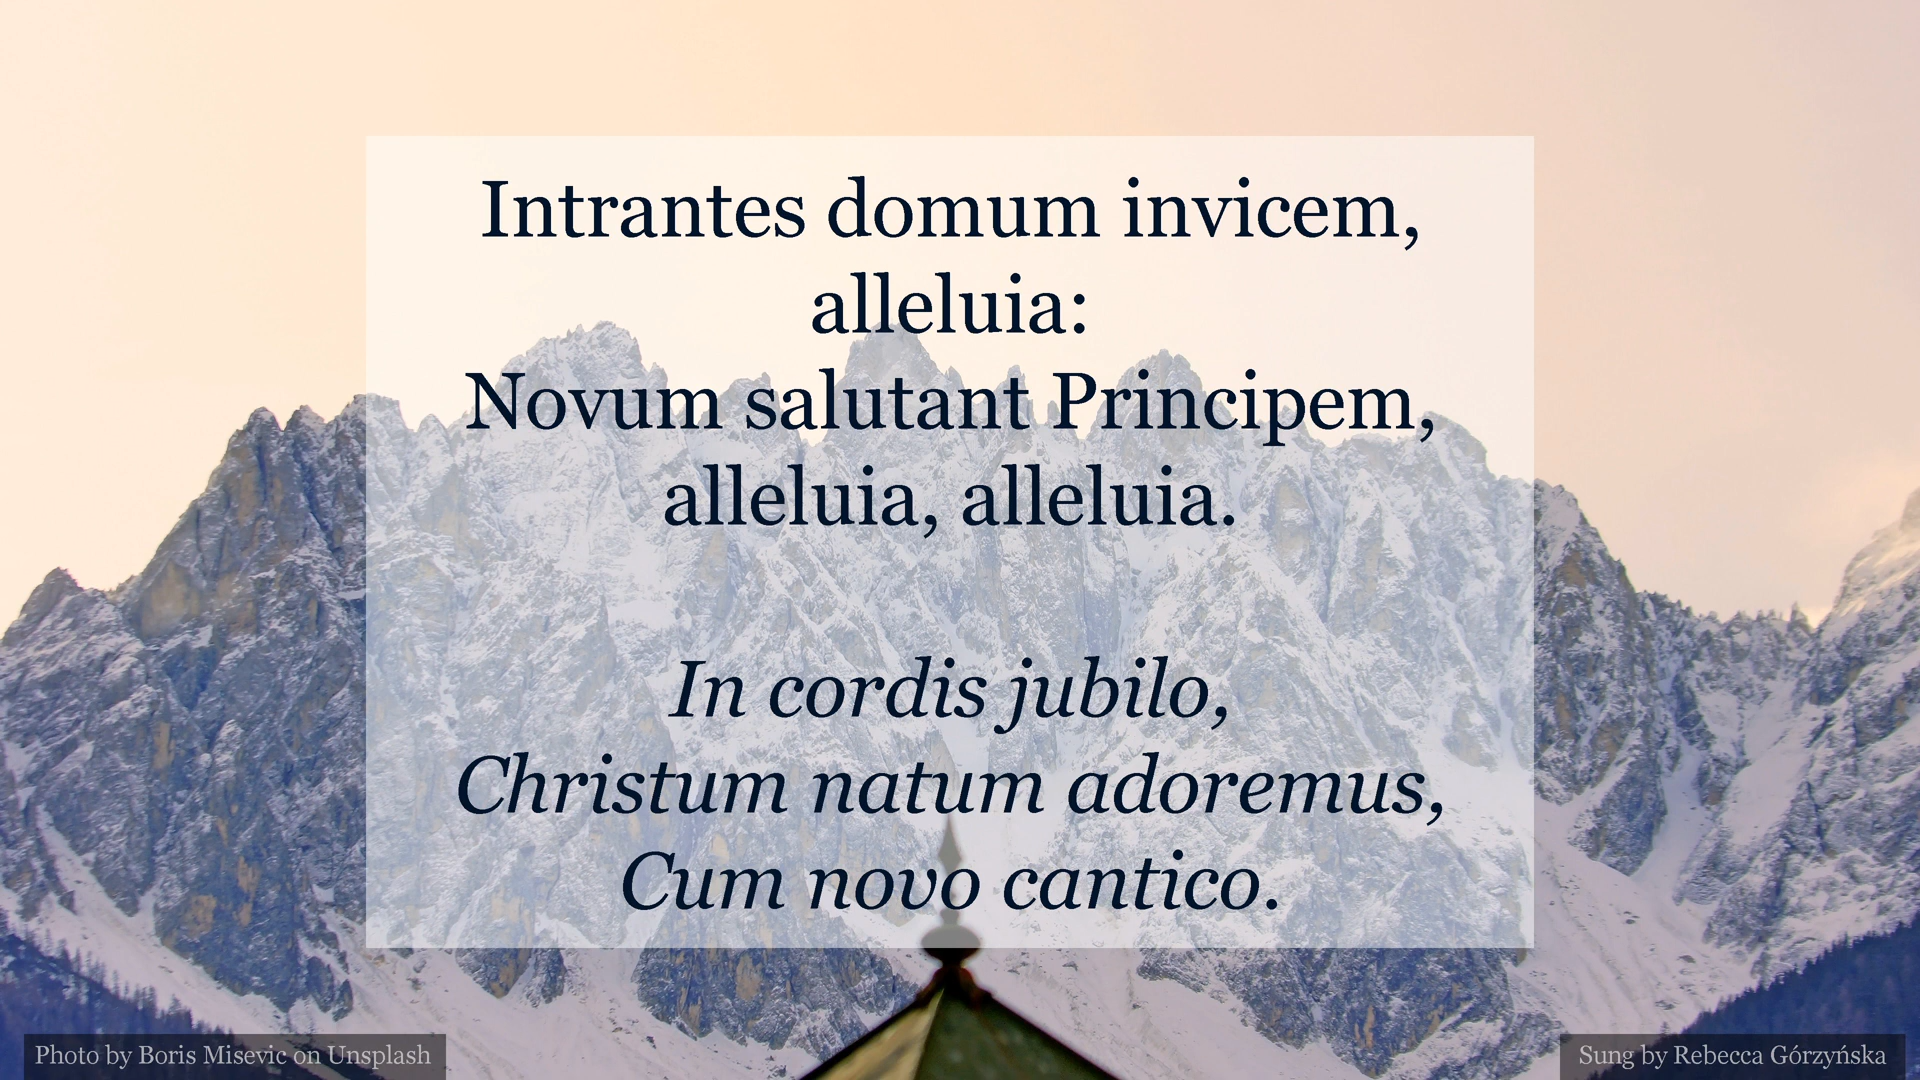 Intrantes domum invicem,
alleluia:
Novum salutant Principem,
alleluia, alleluia.
In cordis jubilo,
Christum natum adoremus,
Cum novo cantico.
Photo by Boris Misevic on Unsplash
Sung by Rebecca Górzyńska